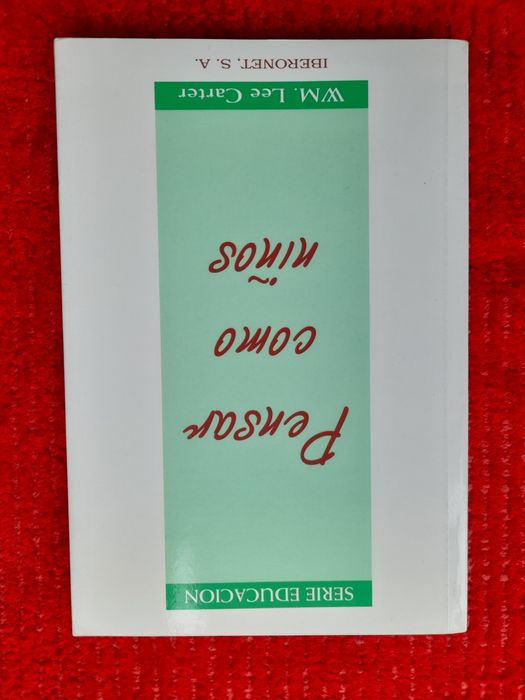 SERIE EDUCACION
Pensar
como
niños
WM. Lee Carter
IBERONET, S. A.